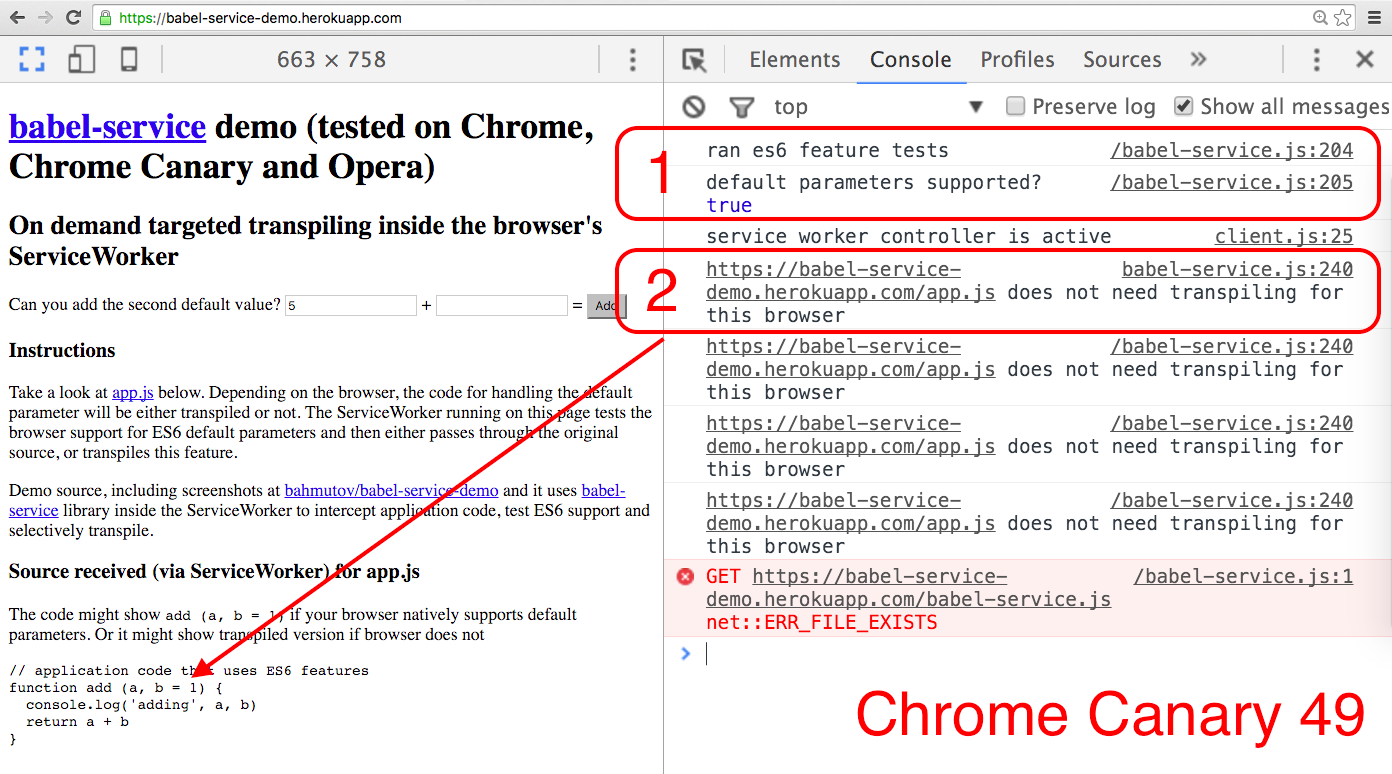 https://babel-service-demo.herokuapp.com
663 × 758
Elements Console Profiles Sources »
top
Preserve log
Show all messages
babel-service demo (tested on Chrome,
Chrome Canary and Opera)
On demand targeted transpiling inside the browser's
ServiceWorker
Can you add the second default value? 5 + = Add
Instructions
Take a look at app.js below. Depending on the browser, the code for handling the default
parameter will be either transpiled or not. The ServiceWorker running on this page tests the
browser support for ES6 default parameters and then either passes through the original
source, or transpiles this feature.
Demo source, including screenshots at bahmutov/babel-service-demo and it uses babel-
service library inside the ServiceWorker to intercept application code, test ES6 support and
selectively transpile.
Source received (via ServiceWorker) for app.js
The code might show add (a, b = 1) if your browser natively supports default
parameters. Or it might show transpiled version if browser does not
// application code that uses ES6 features
function add (a, b = 1) {
  console.log('adding', a, b)
  return a + b
}
1
ran es6 feature tests /babel-service.js:204
default parameters supported? /babel-service.js:205
true
service worker controller is active client.js:25
2
https://babel-service- babel-service.js:240
demo.herokuapp.com/app.js does not need transpiling for
this browser
https://babel-service- /babel-service.js:240
demo.herokuapp.com/app.js does not need transpiling for
this browser
https://babel-service- /babel-service.js:240
demo.herokuapp.com/app.js does not need transpiling for
this browser
https://babel-service- /babel-service.js:240
demo.herokuapp.com/app.js does not need transpiling for
this browser
GET https://babel-service- /babel-service.js:1
demo.herokuapp.com/babel-service.js
net::ERR_FILE_EXISTS
Chrome Canary 49